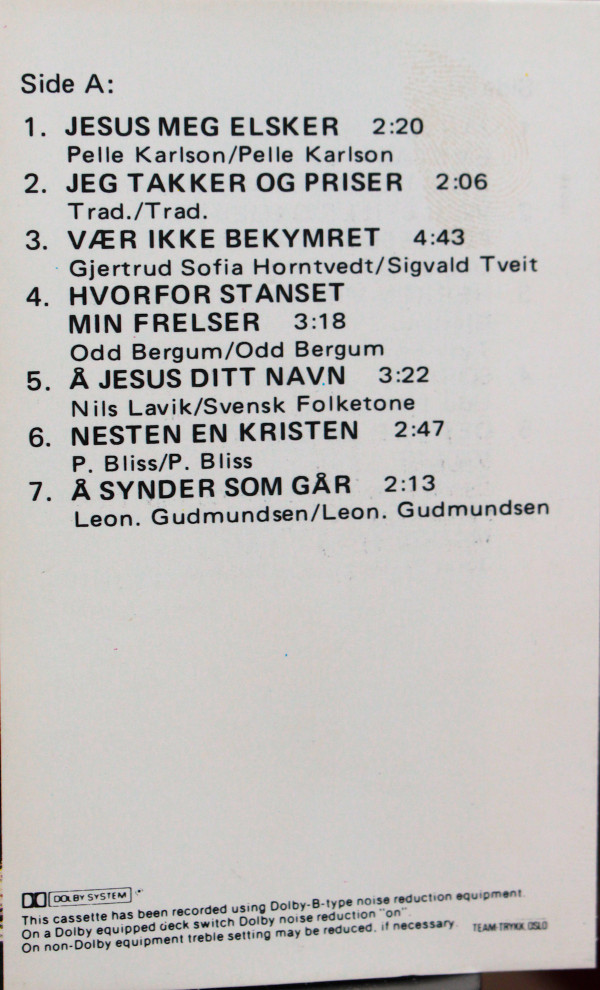 Side A:
1. JESUS MEG ELSKER 2:20
Pelle Karlson/Pelle Karlson
2. JEG TAKKER OG PRISER 2:06
Trad./Trad.
3. VÆR IKKE BEKYMRET 4:43
Gjertrud Sofia Horntvedt/Sigvald Tveit
4. HVORFOR STANSET
MIN FRELSER 3:18
Odd Bergum/Odd Bergum
5. Å JESUS DITT NAVN 3:22
Nils Lavik/Svensk Folketone
6. NESTEN EN KRISTEN 2:47
P. Bliss/P. Bliss
7. Å SYNDER SOM GÅR 2:13
Leon. Gudmundsen/Leon. Gudmundsen
DOLBY SYSTEM
This cassette has been recorded using Dolby-B-type noise reduction equipment.
On a Dolby equipped deck switch Dolby noise reduction "on".
On non-Dolby equipment treble setting may be reduced, if necessary.
TEAM-TRYKK, OSLO